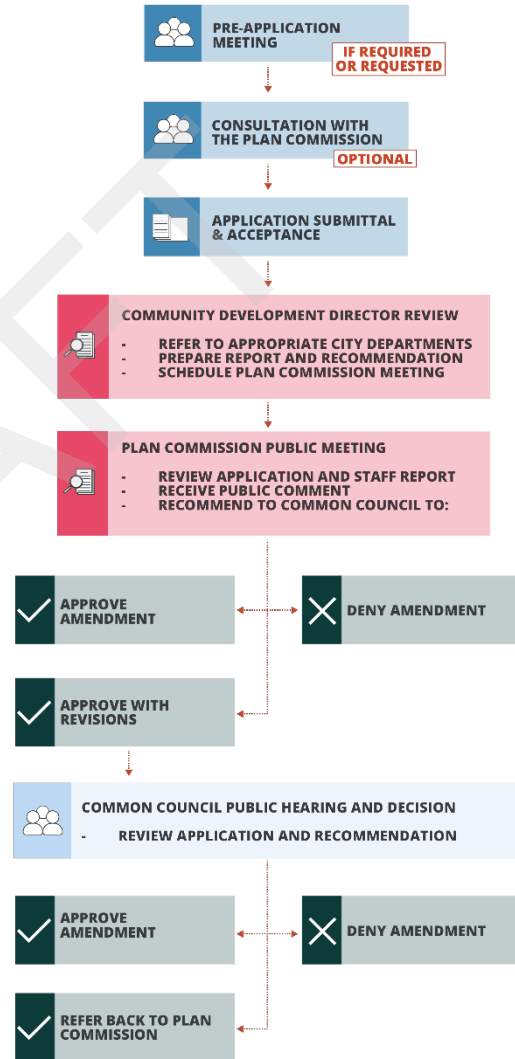 PRE-APPLICATION
MEETING
IF REQUIRED
OR REQUESTED
CONSULTATION WITH
THE PLAN COMMISSION
OPTIONAL
APPLICATION SUBMITTAL
& ACCEPTANCE
COMMUNITY DEVELOPMENT DIRECTOR REVIEW
- REFER TO APPROPRIATE CITY DEPARTMENTS
- PREPARE REPORT AND RECOMMENDATION
- SCHEDULE PLAN COMMISSION MEETING
PLAN COMMISSION PUBLIC MEETING
- REVIEW APPLICATION AND STAFF REPORT
- RECEIVE PUBLIC COMMENT
- RECOMMEND TO COMMON COUNCIL TO:
APPROVE
AMENDMENT
DENY AMENDMENT
APPROVE WITH
REVISIONS
COMMON COUNCIL PUBLIC HEARING AND DECISION
- REVIEW APPLICATION AND RECOMMENDATION
APPROVE
AMENDMENT
DENY AMENDMENT
REFER BACK TO PLAN
COMMISSION